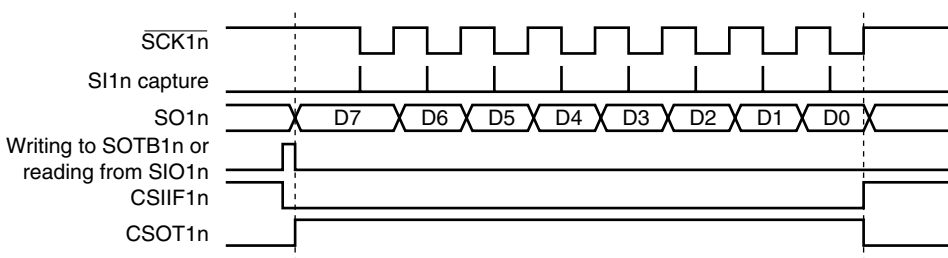 SCK1n
SI1n capture
SO1n D7 D6 D5 D4 D3 D2 D1 D0
Writing to SOTB1n or
reading from SIO1n
CSIIF1n
CSOT1n